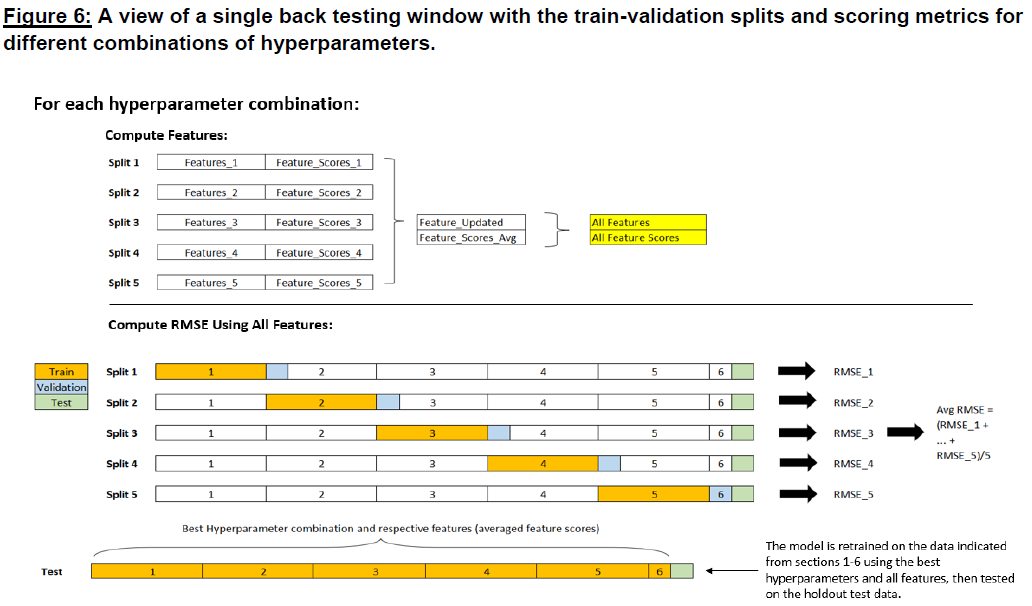 Figure 6: A view of a single back testing window with the train-validation splits and scoring metrics for
different combinations of hyperparameters.
For each hyperparameter combination:
Compute Features:
Split 1 Features_1 Feature_Scores_1
Split 2 Features_2 Feature_Scores_2
Split 3 Features_3 Feature_Scores_3
Split 4 Features_4 Feature_Scores_4
Split 5 Features_5 Feature_Scores_5
Feature_Updated
Feature_Scores_Avg
All Features
All Feature Scores
Compute RMSE Using All Features:
Train
Validation
Test
Split 1 1 2 3 4 5 6 RMSE_1
Split 2 1 2 3 4 5 6 RMSE_2
Split 3 1 2 3 4 5 6 RMSE_3
Split 4 1 2 3 4 5 6 RMSE_4
Split 5 1 2 3 4 5 6 RMSE_5
Avg RMSE =
(RMSE_1 +
... +
RMSE_5)/5
Best Hyperparameter combination and respective features (averaged feature scores)
Test 1 2 3 4 5 6
The model is retrained on the data indicated
from sections 1-6 using the best
hyperparameters and all features, then tested
on the holdout test data.